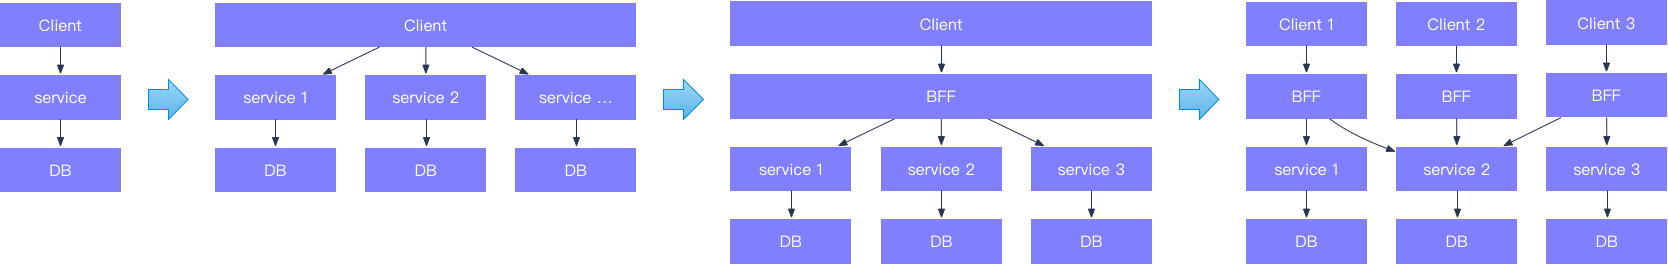 Client
service
DB
Client
service 1
service 2
service ...
DB
DB
DB
Client
BFF
service 1
service 2
service 3
DB
DB
DB
Client 1
Client 2
Client 3
BFF
BFF
BFF
service 1
service 2
service 3
DB
DB
DB